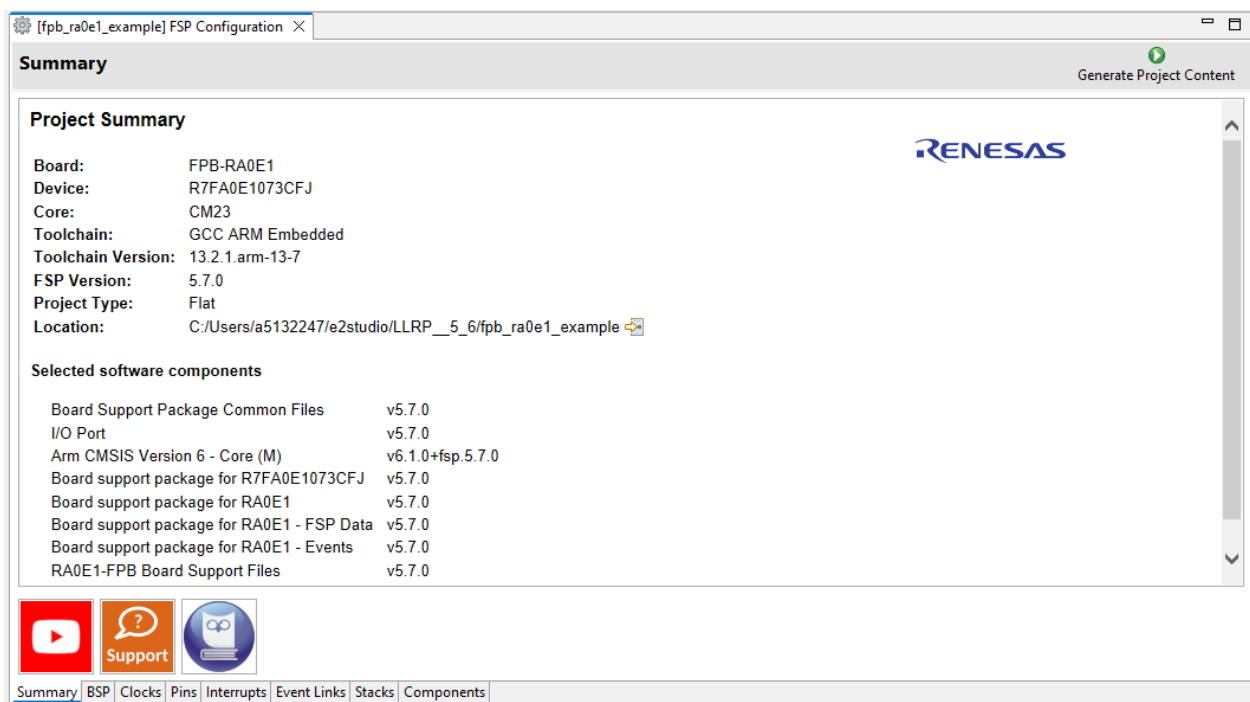 [fpb_ra0e1_example] FSP Configuration
Summary
Generate Project Content
Project Summary
RENESAS
Board: FPB-RA0E1
Device: R7FA0E1073CFJ
Core: CM23
Toolchain: GCC ARM Embedded
Toolchain Version: 13.2.1.arm-13-7
FSP Version: 5.7.0
Project Type: Flat
Location: C:/Users/a5132247/e2studio/LLRP__5_6/fpb_ra0e1_example
Selected software components
Board Support Package Common Files v5.7.0
I/O Port v5.7.0
Arm CMSIS Version 6 - Core (M) v6.1.0+fsp.5.7.0
Board support package for R7FA0E1073CFJ v5.7.0
Board support package for RA0E1 v5.7.0
Board support package for RA0E1 - FSP Data v5.7.0
Board support package for RA0E1 - Events v5.7.0
RA0E1-FPB Board Support Files v5.7.0
?
Support
Summary BSP Clocks Pins Interrupts Event Links Stacks Components